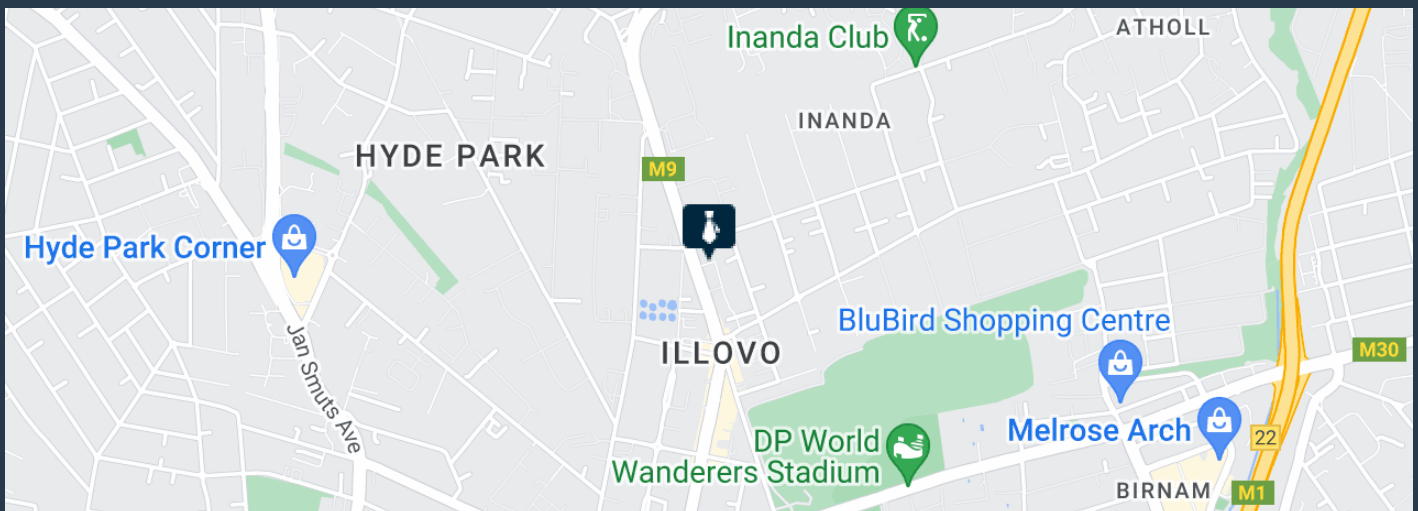 ATHOLL
Inanda Club
INANDA
HYDE PARK
M9
Hyde Park Corner
BluBird Shopping Centre
Jan Smuts Ave
ILLOVO
M30
DP World
Wanderers Stadium
Melrose Arch
22
BIRNAM
M1